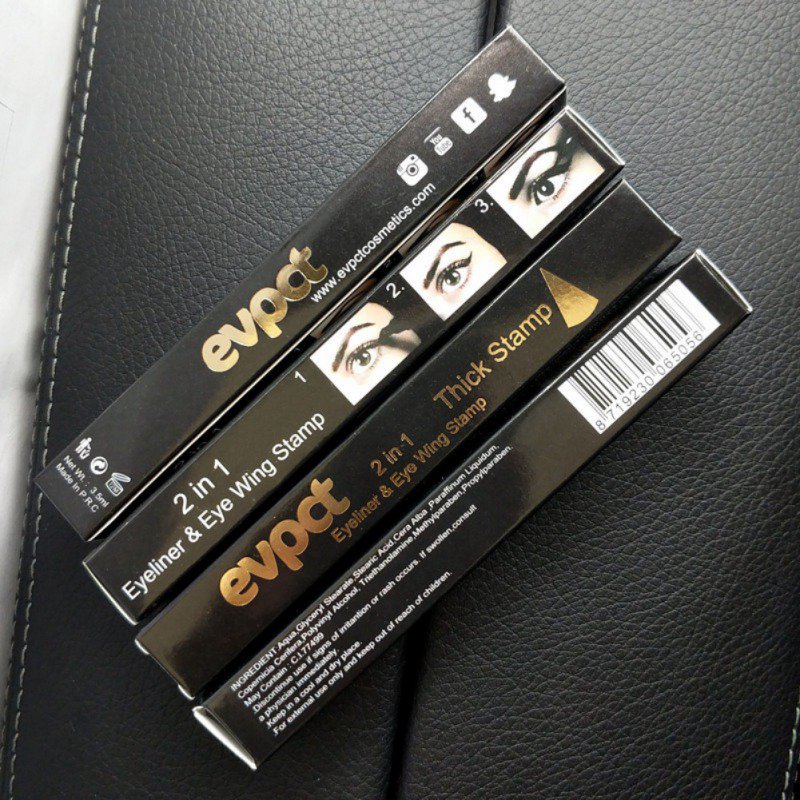 evpct
www.evpctcosmetics.com
You
Tube
f
Net Wt. : 3.5ml
Made in P.R.C
2 in 1
Eyeliner & Eye Wing Stamp
1
2.
3.
evpct
2 in 1
Eyeliner & Eye Wing Stamp
Thick Stamp
INGREDIENT:Aqua,Glyceryl Stearate,Stearic Acid,Cera Alba ,Paraffinum Liquidum,
Copernicia Cerifera,Polyvinyl Alcohol, Triethanolamine,Methylparaben,Propylparaben.
May Contain : C.I.77499
.Discontinue use if signs of irritantion or rash occurs. If swollen,consult
a physician immediately.
.Keep in a cool and dry place.
.For external use only and keep out of reach of children.
8 719230 065056